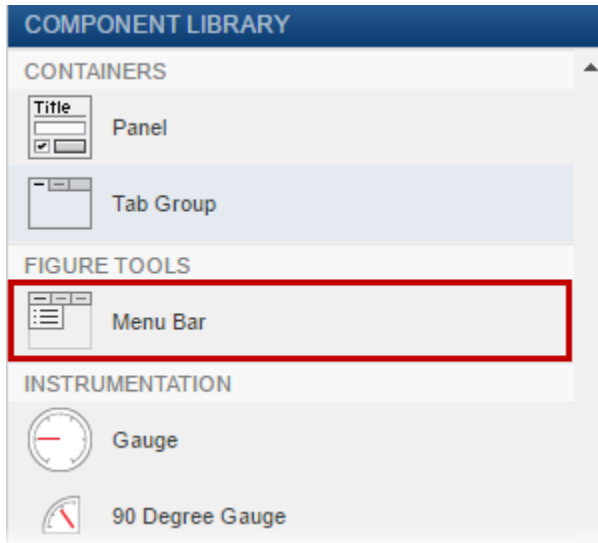 COMPONENT LIBRARY
CONTAINERS
Title
Panel
Tab Group
FIGURE TOOLS
Menu Bar
INSTRUMENTATION
Gauge
90 Degree Gauge